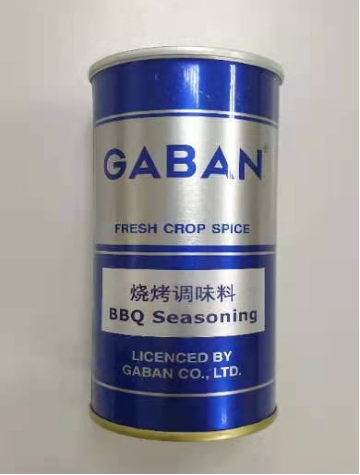 GABAN®
FRESH CROP SPICE
烧烤调味料
BBQ Seasoning
LICENCED BY
GABAN CO., LTD.